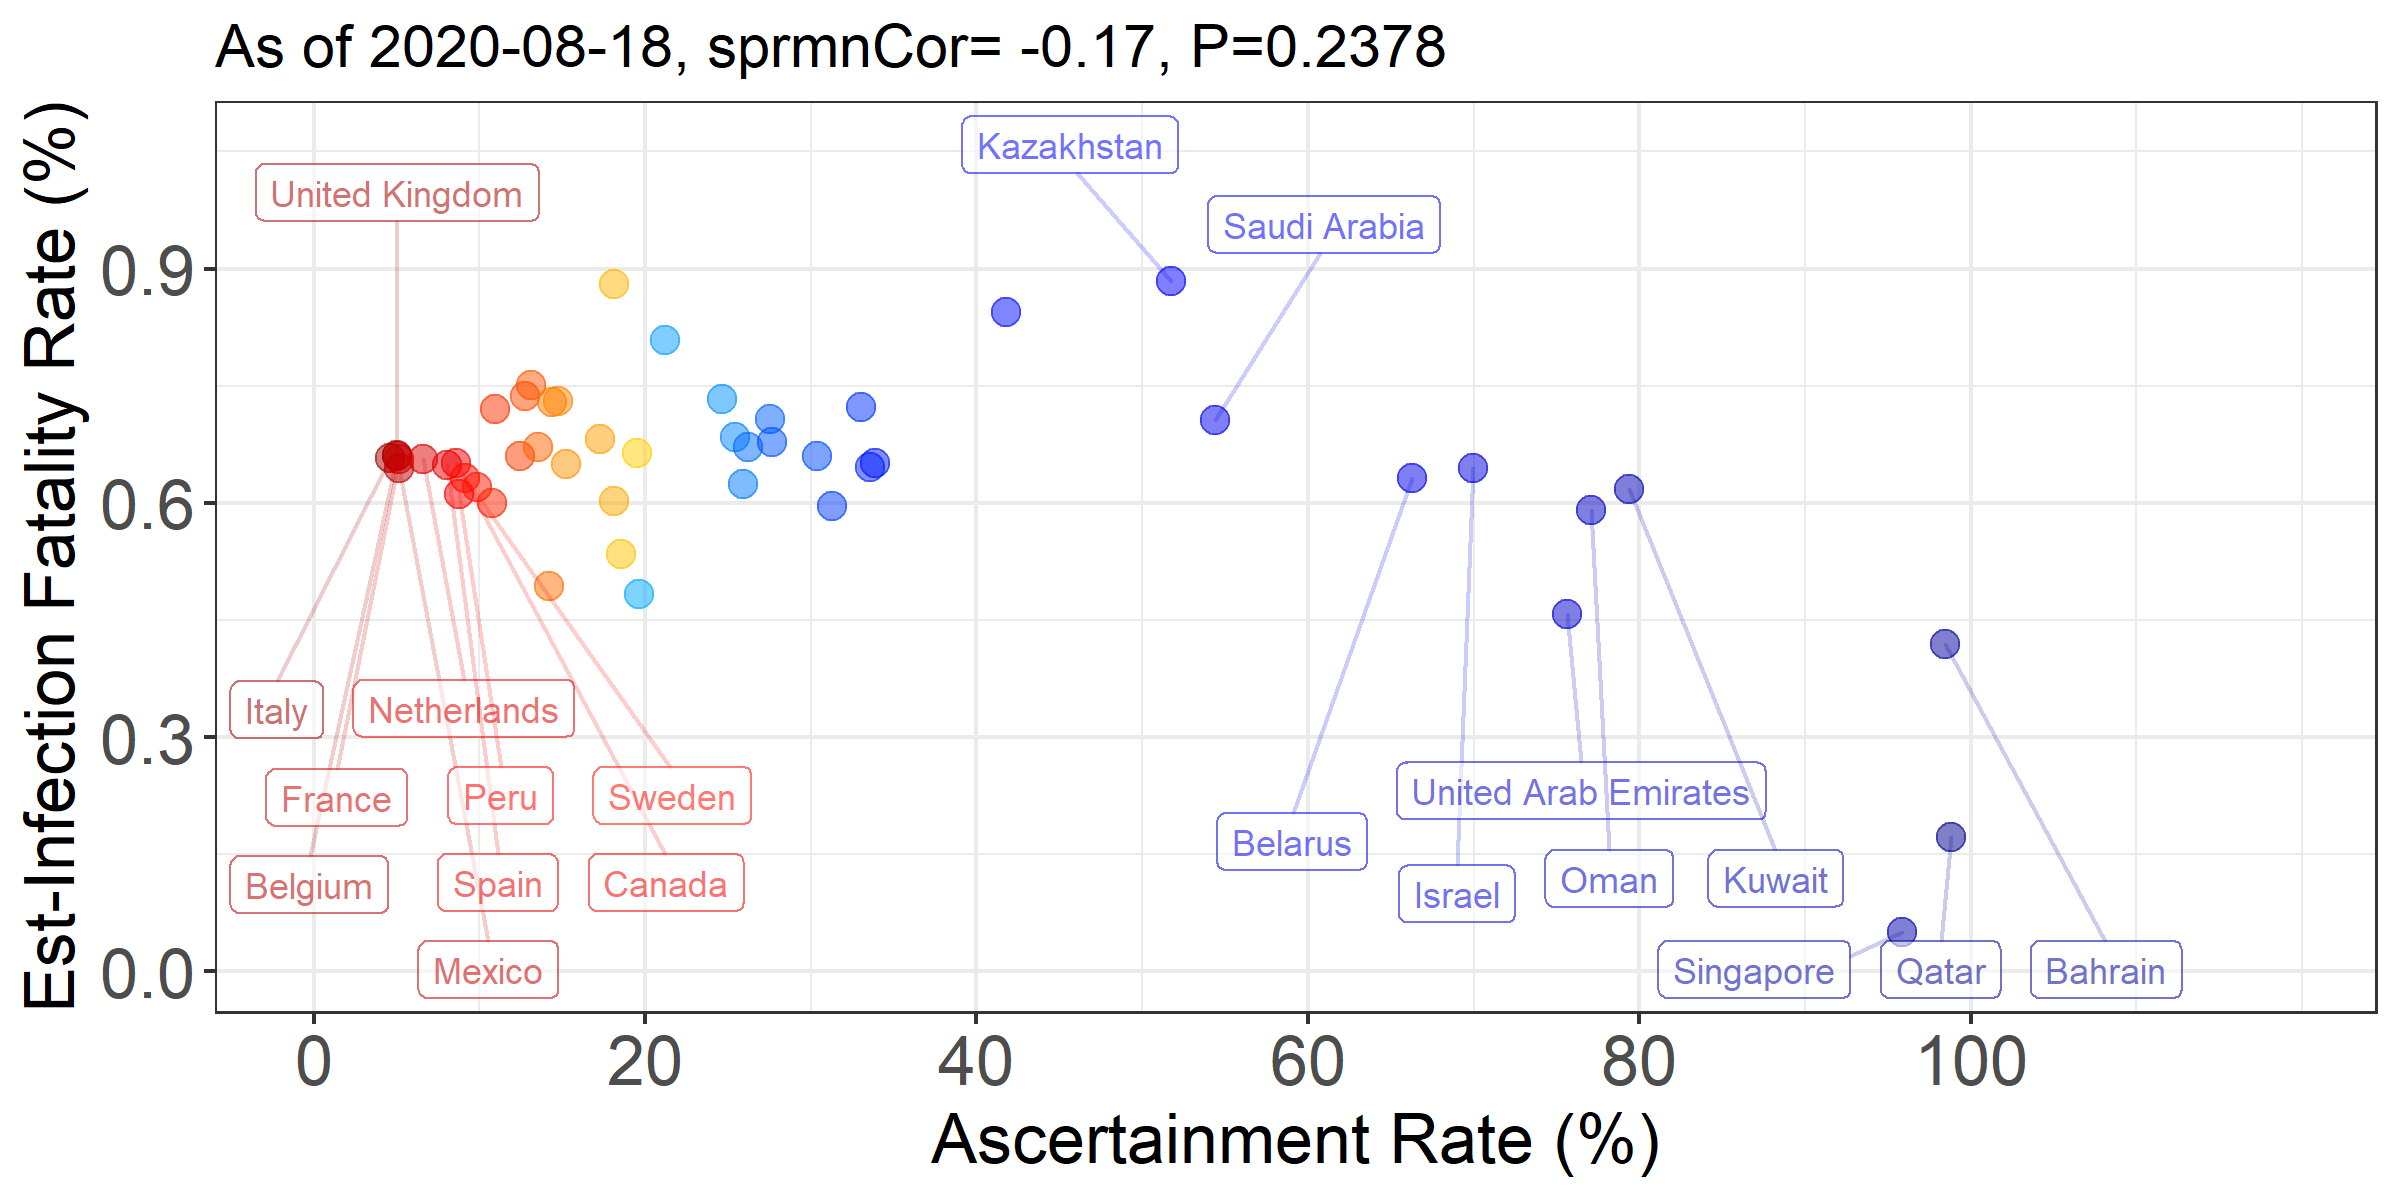 As of 2020-08-18, sprmnCor= -0.17, P=0.2378
Est-Infection Fatality Rate (%)
0.9
0.6
0.3
0.0
Kazakhstan
United Kingdom
Saudi Arabia
Italy
Netherlands
France
Peru
Sweden
United Arab Emirates
Belarus
Belgium
Spain
Canada
Israel
Oman
Kuwait
Mexico
Singapore
Qatar
Bahrain
0 20 40 60 80 100
Ascertainment Rate (%)